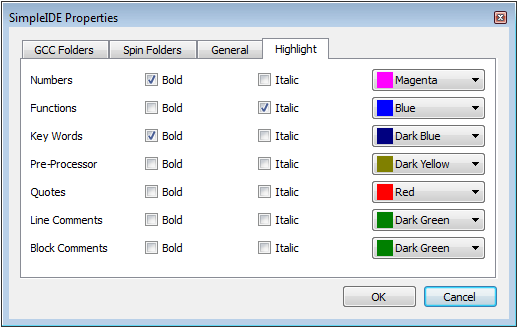 SimpleIDE Properties
GCC Folders Spin Folders General Highlight
Numbers Bold Italic Magenta
Functions Bold Italic Blue
Key Words Bold Italic Dark Blue
Pre-Processor Bold Italic Dark Yellow
Quotes Bold Italic Red
Line Comments Bold Italic Dark Green
Block Comments Bold Italic Dark Green
OK Cancel